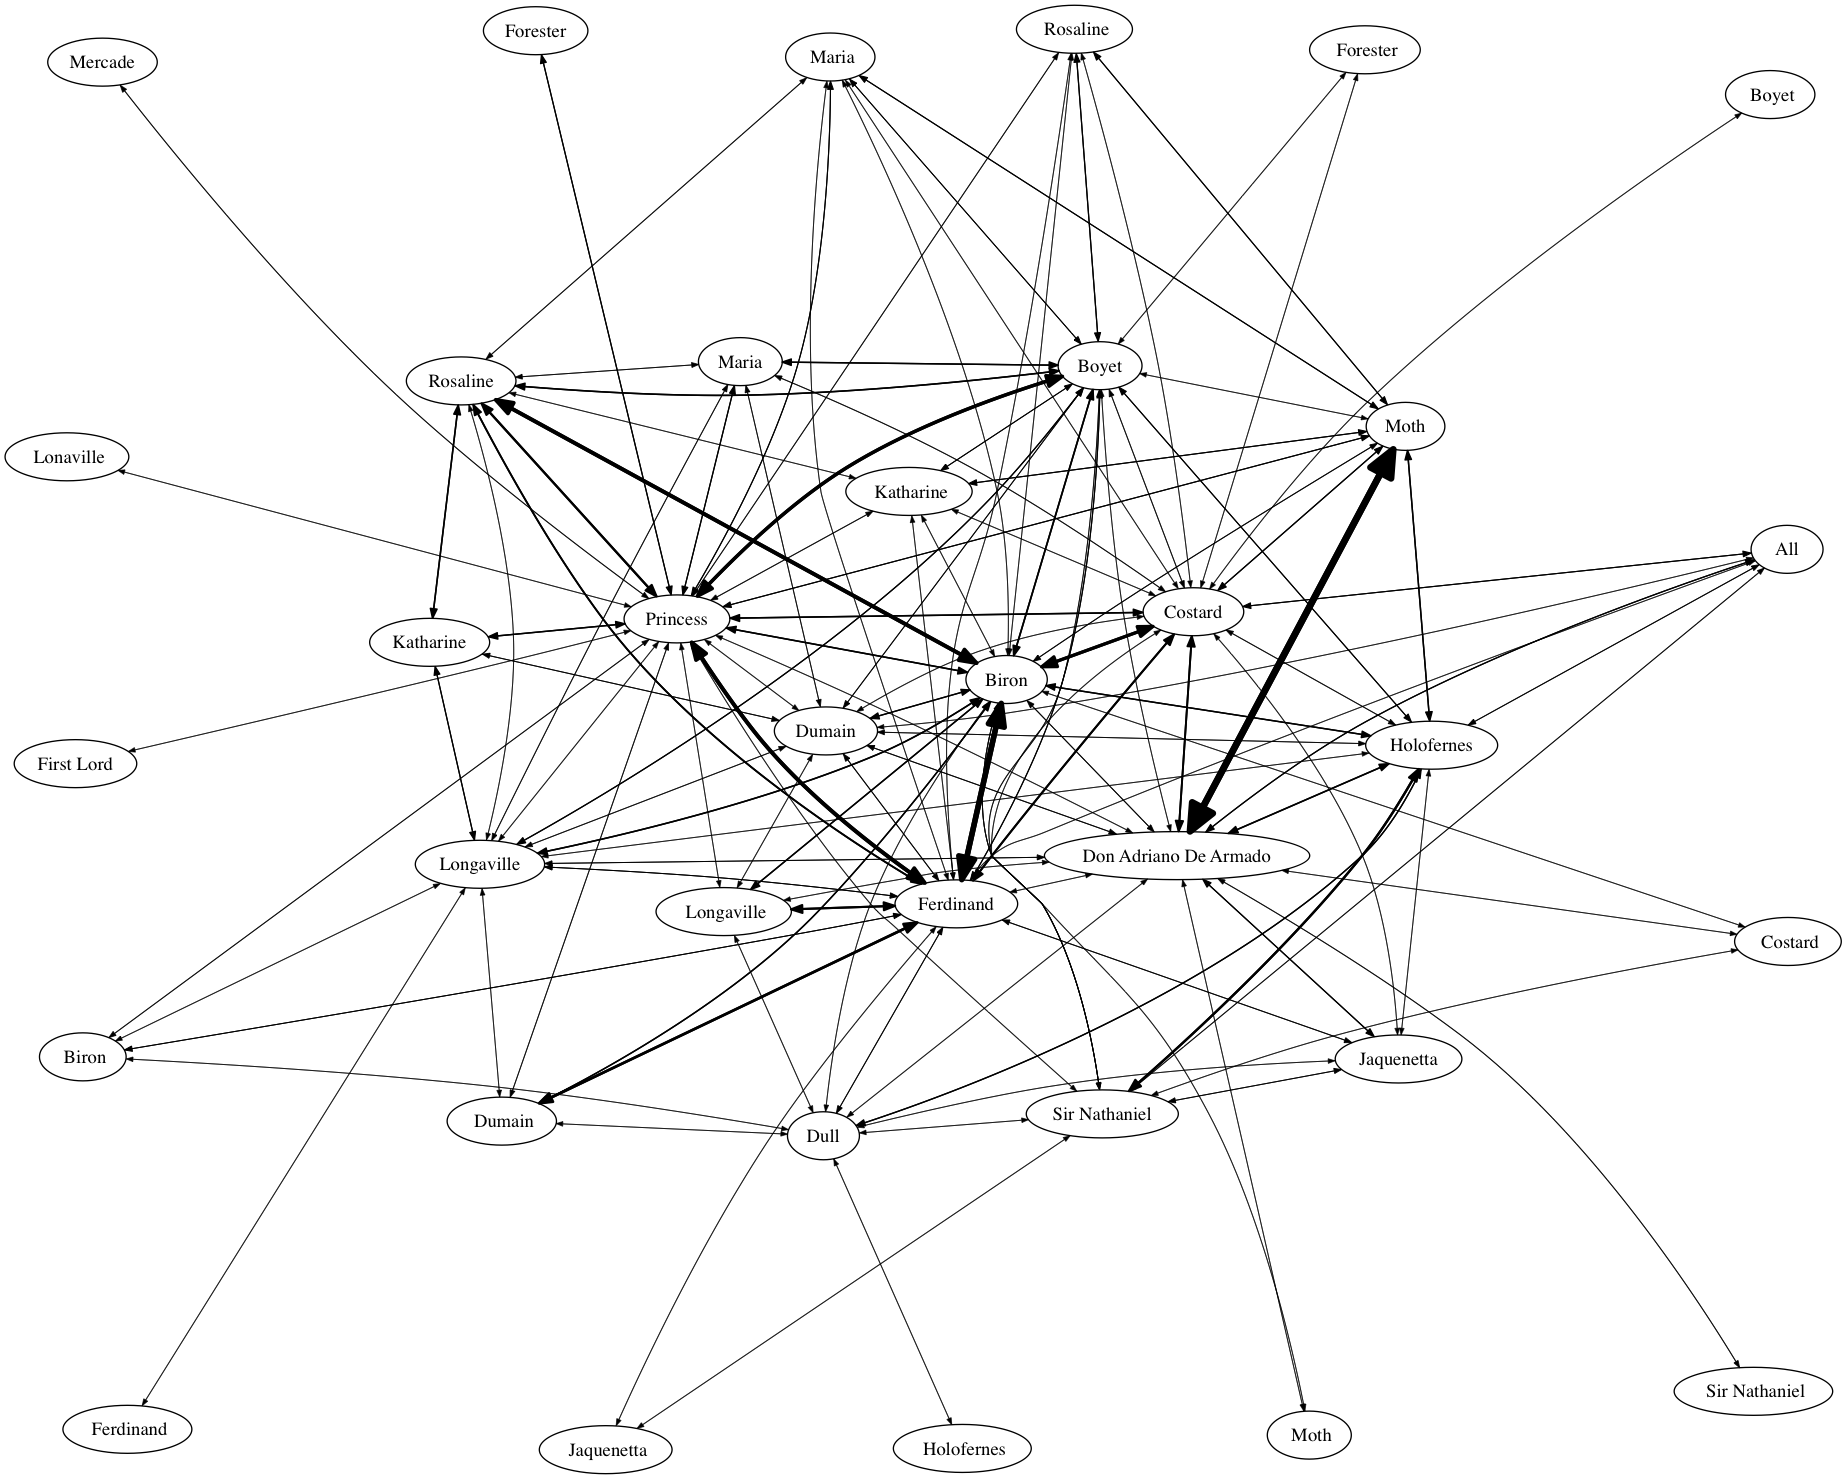 Rosaline
Forester
Forester
Maria
Mercade
Boyet
Maria
Boyet
Rosaline
Moth
Lonaville
Katharine
All
Costard
Princess
Katharine
Biron
Dumain
Holofernes
First Lord
Don Adriano De Armado
Longaville
Ferdinand
Longaville
Costard
Biron
Jaquenetta
Sir Nathaniel
Dumain
Dull
Sir Nathaniel
Ferdinand
Moth
Holofernes
Jaquenetta